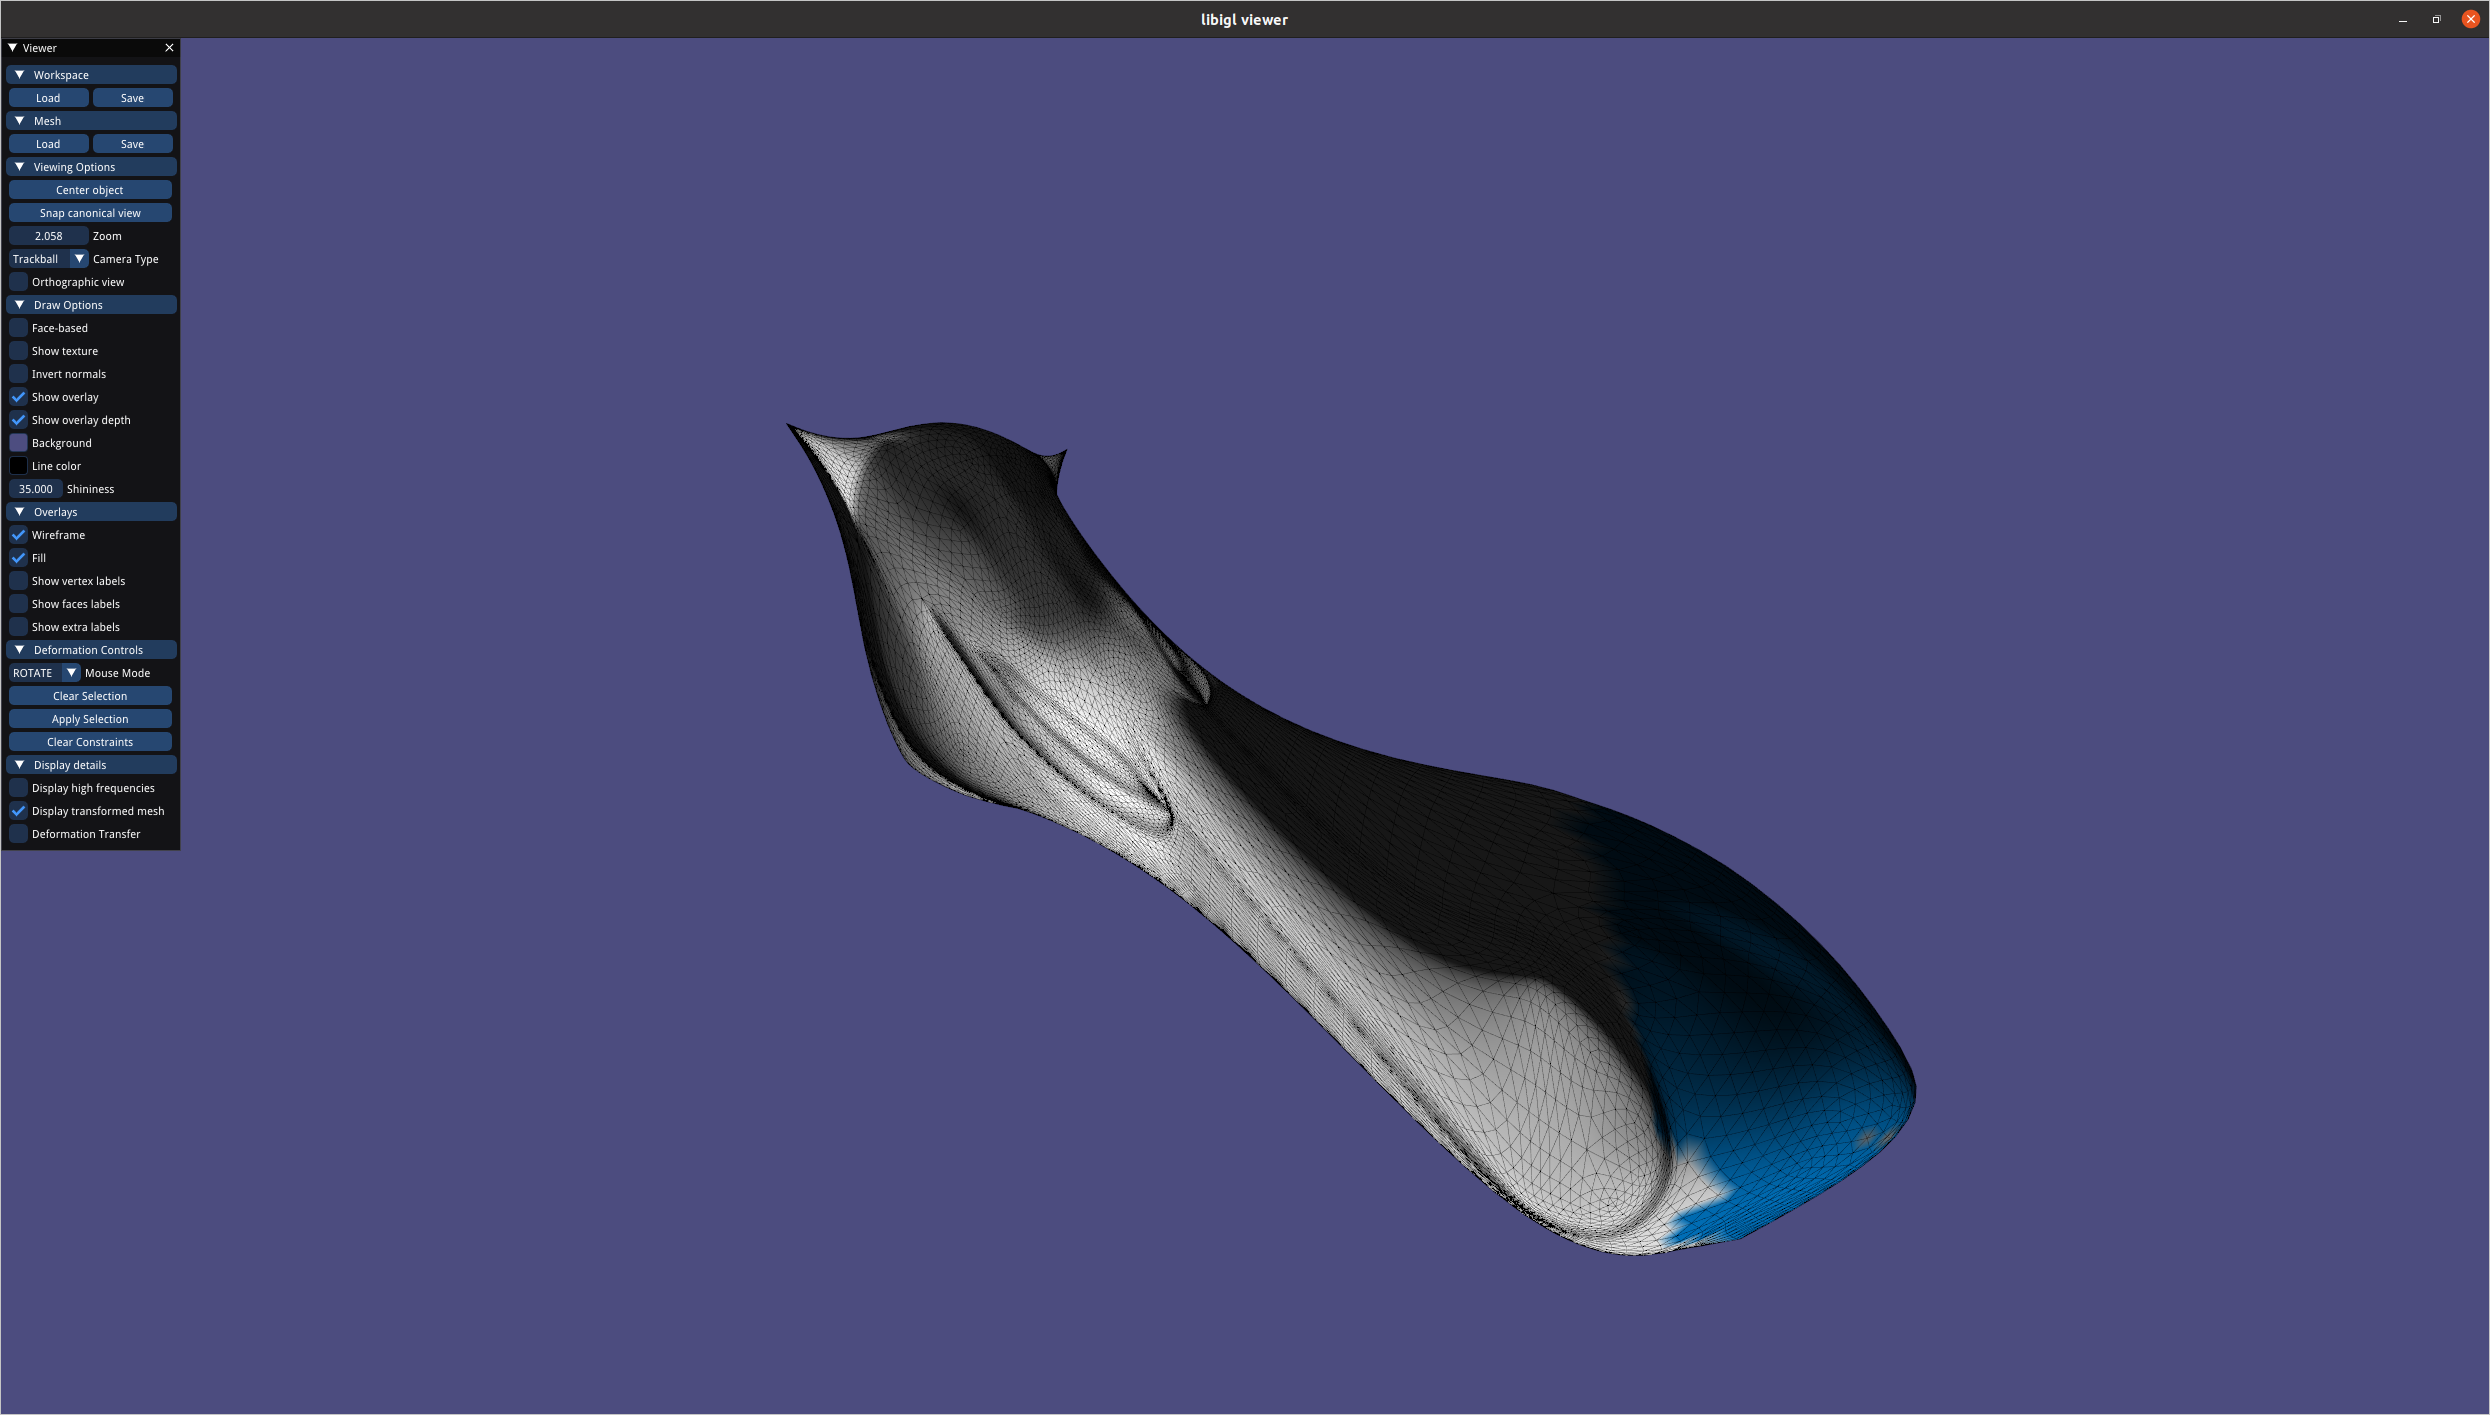 libigl viewer
Viewer
Workspace
Load Save
Mesh
Load Save
Viewing Options
Center object
Snap canonical view
2.058 Zoom
Trackball Camera Type
Orthographic view
Draw Options
Face-based
Show texture
Invert normals
Show overlay
Show overlay depth
Background
Line color
35.000 Shininess
Overlays
Wireframe
Fill
Show vertex labels
Show faces labels
Show extra labels
Deformation Controls
ROTATE Mouse Mode
Clear Selection
Apply Selection
Clear Constraints
Display details
Display high frequencies
Display transformed mesh
Deformation Transfer